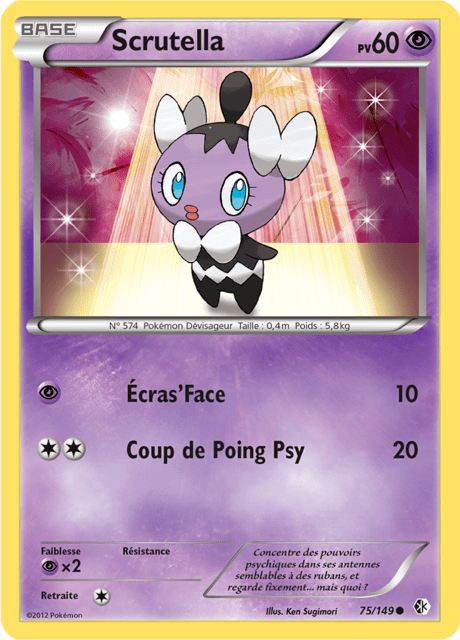 BASE
Scrutella
PV60
N° 574 Pokémon Dévisageur Taille : 0,4m Poids : 5,8kg
Écras'Face 10
Coup de Poing Psy 20
Faiblesse Résistance
×2
Retraite
Concentre des pouvoirs
psychiques dans ses antennes
semblables à des rubans, et
regarde fixement... mais quoi ?
Illus. Ken Sugimori 75/149
©2012 Pokémon